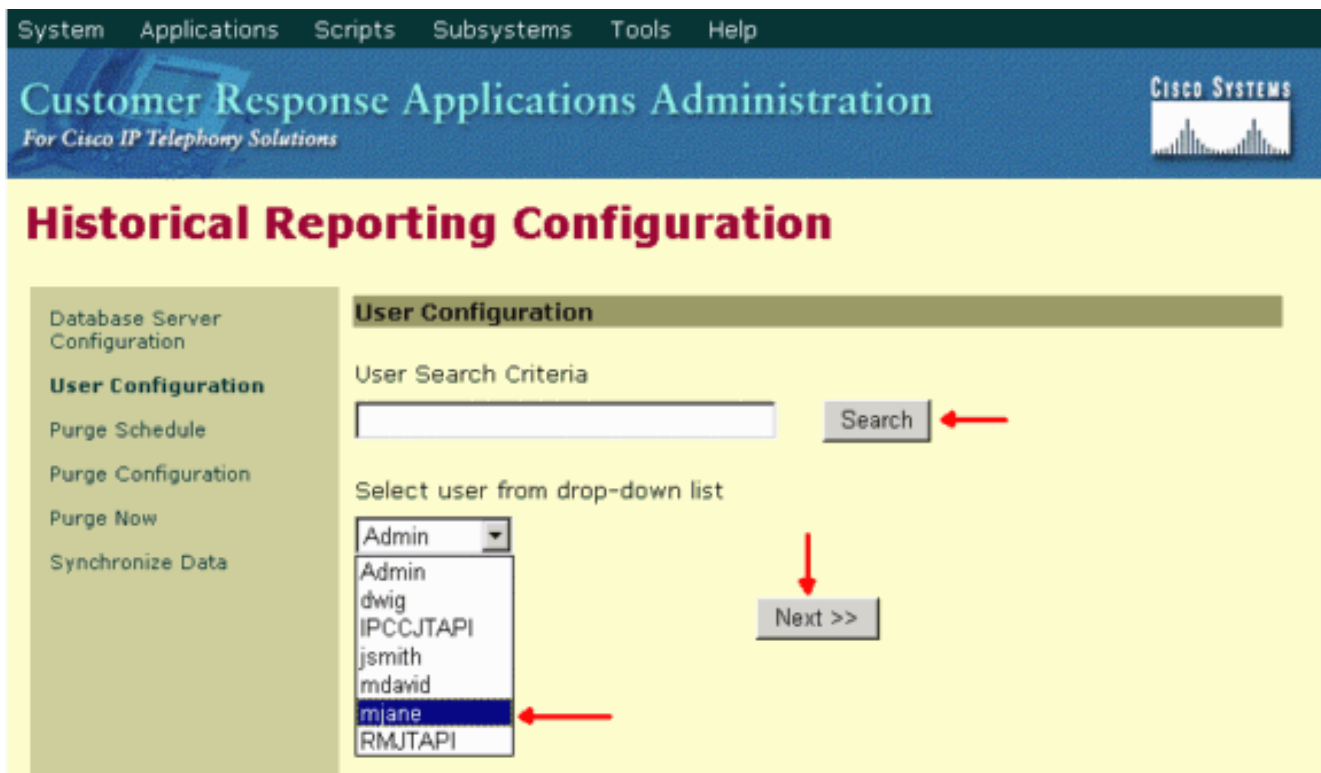 System Applications Scripts Subsystems Tools Help
Customer Response Applications Administration
For Cisco IP Telephony Solutions
CISCO SYSTEMS
Historical Reporting Configuration
Database Server
Configuration
User Configuration
Purge Schedule
Purge Configuration
Purge Now
Synchronize Data
User Configuration
User Search Criteria
Search
Select user from drop-down list
Admin
Admin
dwig
IPCCJTAPI
jsmith
mdavid
mjane
RMJTAPI
Next >>